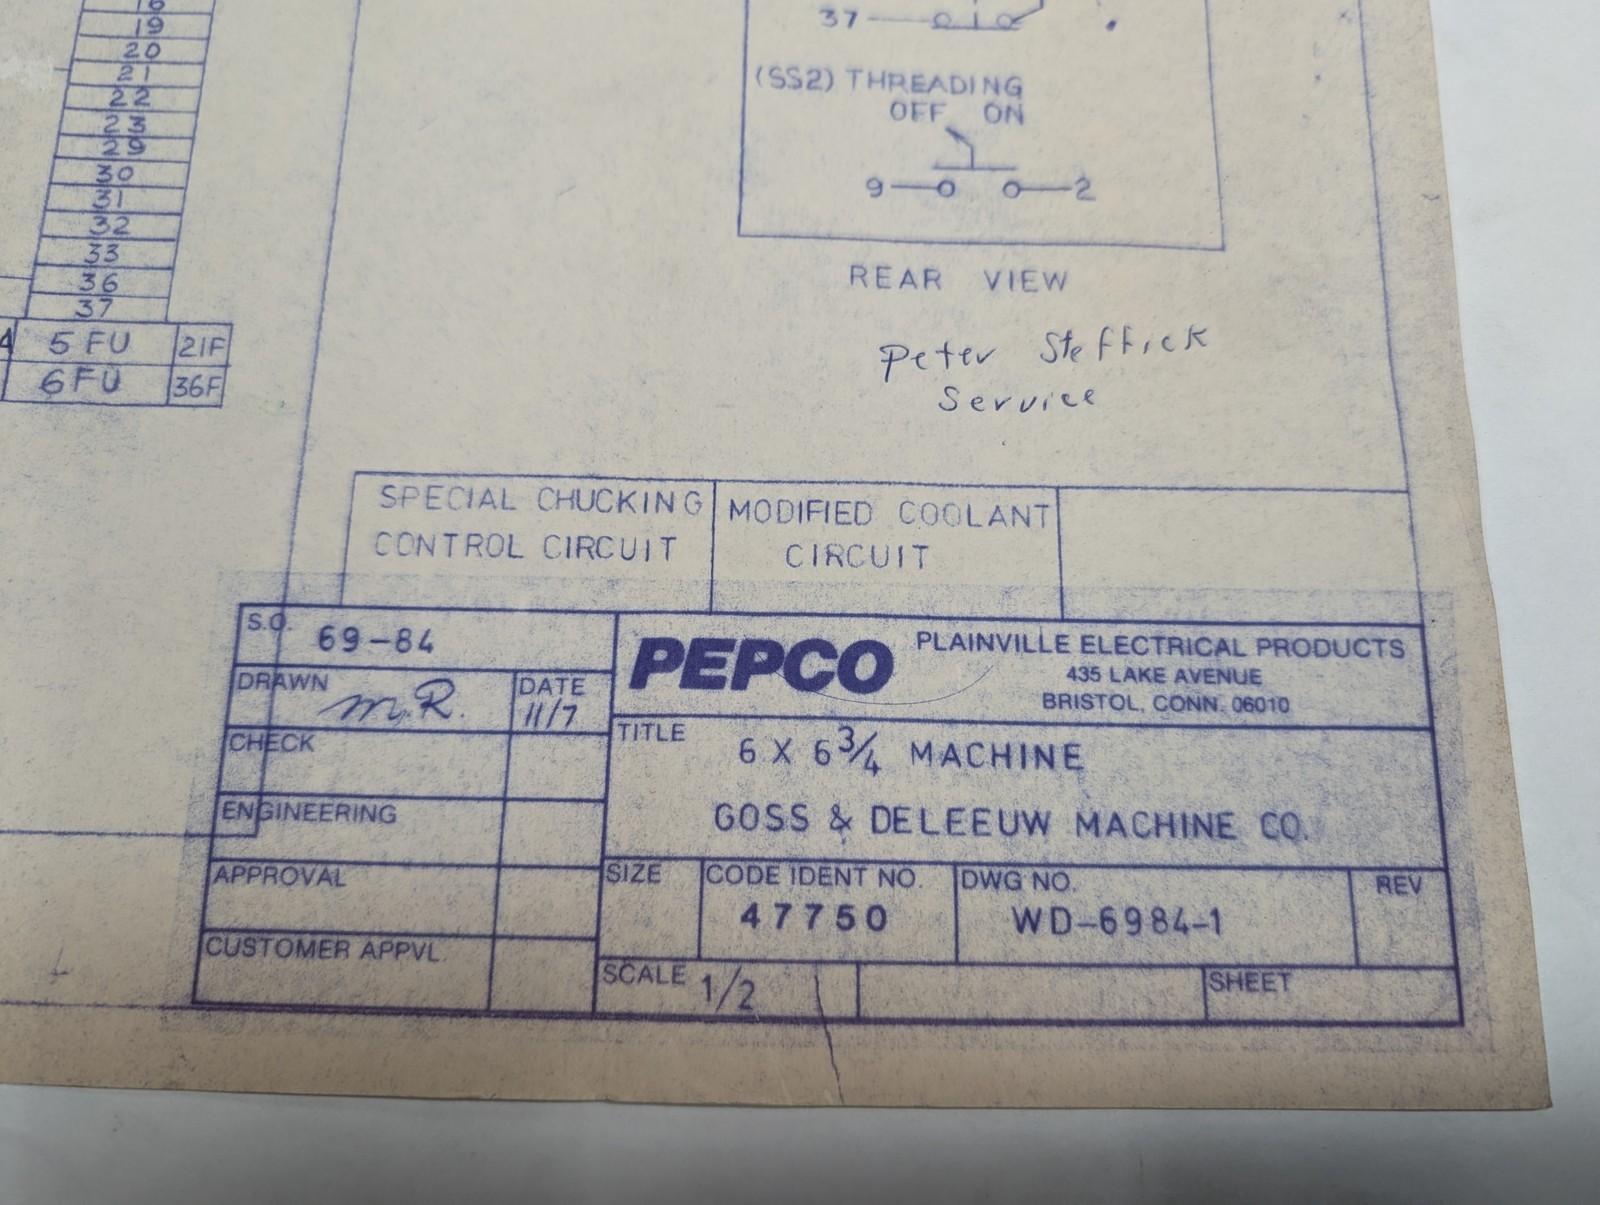 19
20
21
22
23
29
30
31
32
33
36
37
5 FU 21F
6 FU 36F
37
(SS2) THREADING
OFF ON
9 2
REAR VIEW
Peter Steffick
Service
SPECIAL CHUCKING
CONTROL CIRCUIT
MODIFIED COOLANT
CIRCUIT
S.O. 69-84
DRAWN M.R.
DATE
11/7
CHECK
ENGINEERING
APPROVAL
CUSTOMER APPVL.
PEPCO
PLAINVILLE ELECTRICAL PRODUCTS
435 LAKE AVENUE
BRISTOL, CONN. 06010
TITLE
6 X 6 3/4 MACHINE
GOSS & DELEEUW MACHINE CO.
SIZE
CODE IDENT NO.
47750
DWG NO.
WD-6984-1
REV
SCALE 1/2
SHEET